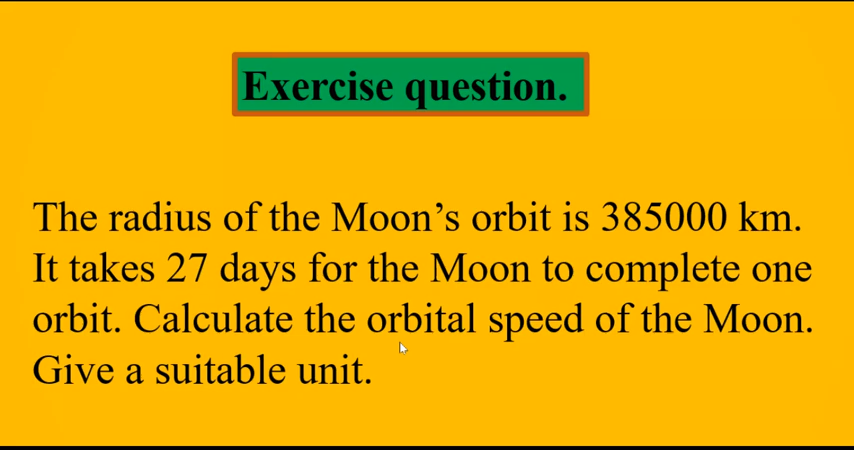 Exercise question.
The radius of the Moon’s orbit is 385000 km.
It takes 27 days for the Moon to complete one
orbit. Calculate the orbital speed of the Moon.
Give a suitable unit.